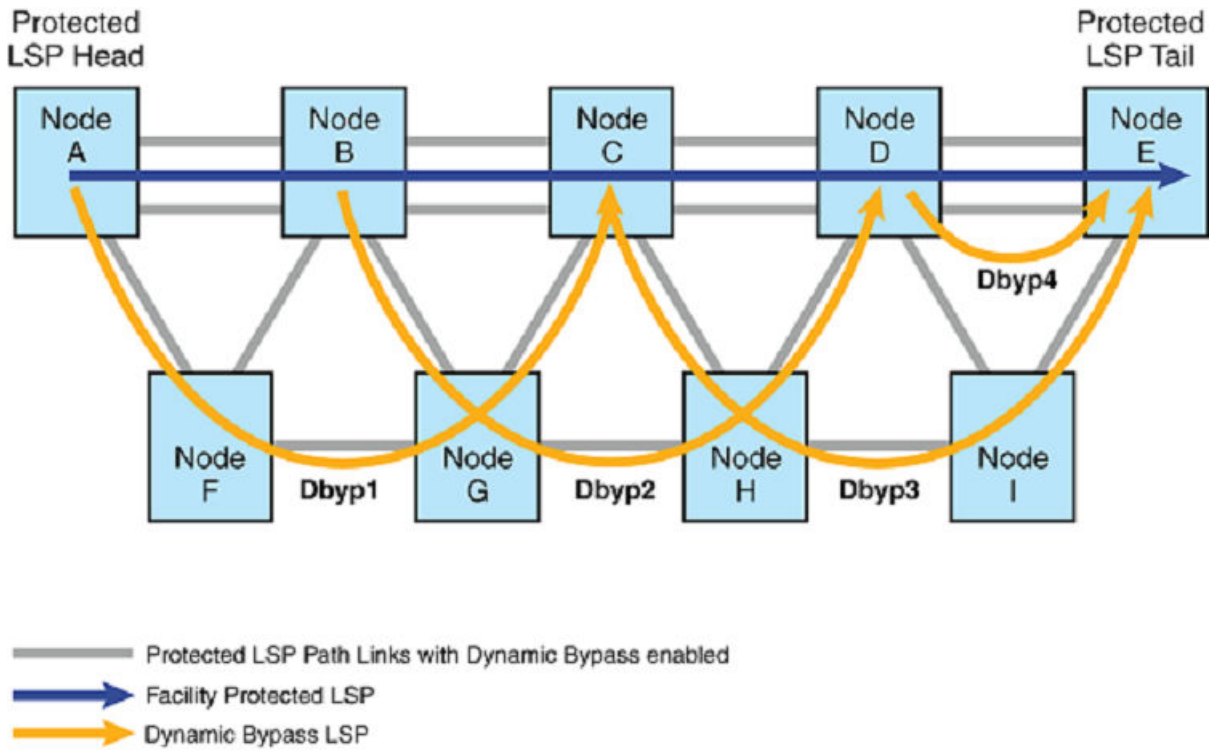 Protected
LSP Head
Protected
LSP Tail
Node
A
Node
B
Node
C
Node
D
Node
E
Dbyp4
Node
F
Dbyp1
Node
G
Dbyp2
Node
H
Dbyp3
Node
I
Protected LSP Path Links with Dynamic Bypass enabled
Facility Protected LSP
Dynamic Bypass LSP